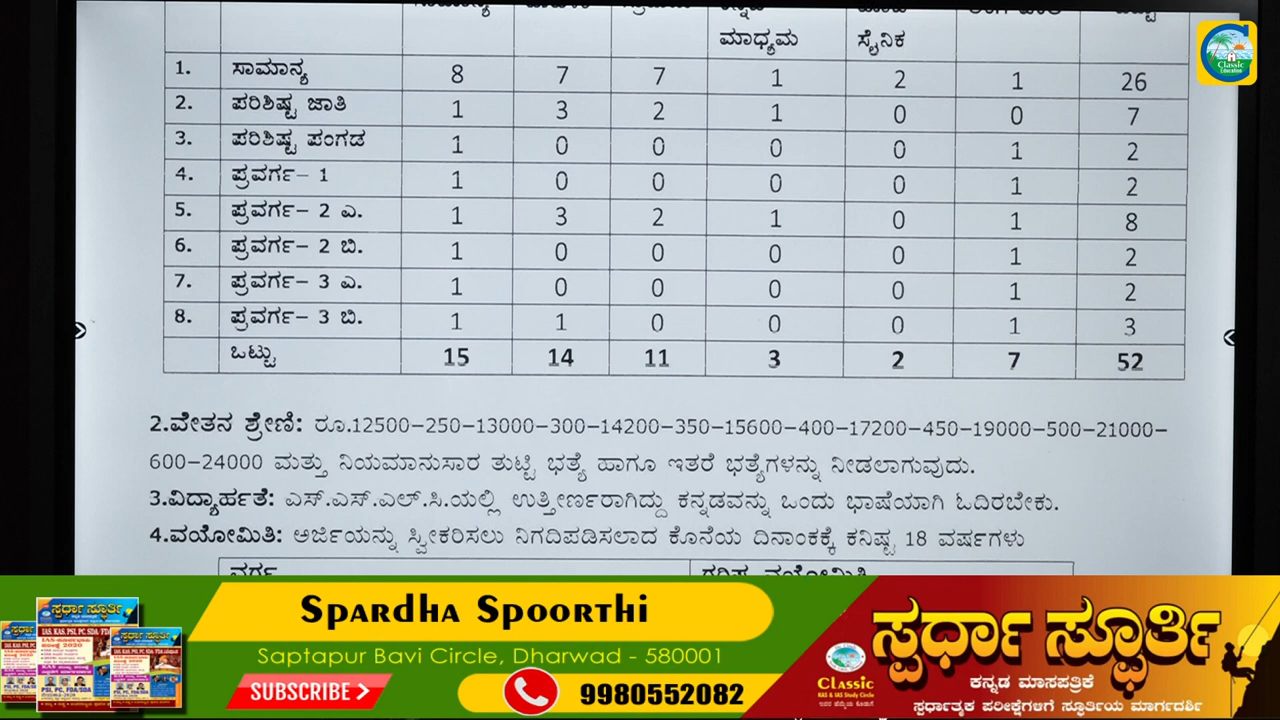 ಮಾಧ್ಯಮ ಸೈನಿಕ
1. ಸಾಮಾನ್ಯ 8 7 7 1 2 1 26
2. ಪರಿಶಿಷ್ಟ ಜಾತಿ 1 3 2 1 0 0 7
3. ಪರಿಶಿಷ್ಟ ಪಂಗಡ 1 0 0 0 0 1 2
4. ಪ್ರವರ್ಗ– 1 1 0 0 0 0 1 2
5. ಪ್ರವರ್ಗ– 2 ಎ. 1 3 2 1 0 1 8
6. ಪ್ರವರ್ಗ– 2 ಬಿ. 1 0 0 0 0 1 2
7. ಪ್ರವರ್ಗ– 3 ಎ. 1 0 0 0 0 1 2
8. ಪ್ರವರ್ಗ– 3 ಬಿ. 1 1 0 0 0 1 3
ಒಟ್ಟು 15 14 11 3 2 7 52
2.ವೇತನ ಶ್ರೇಣಿ: ರೂ.12500–250–13000–300–14200–350–15600–400–17200–450–19000–500–21000–
600–24000 ಮತ್ತು ನಿಯಮಾನುಸಾರ ತುಟ್ಟಿ ಭತ್ಯೆ ಹಾಗೂ ಇತರೆ ಭತ್ಯೆಗಳನ್ನು ನೀಡಲಾಗುವುದು.
3.ವಿದ್ಯಾರ್ಹತೆ: ಎಸ್.ಎಸ್.ಎಲ್.ಸಿ.ಯಲ್ಲಿ ಉತ್ತೀರ್ಣರಾಗಿದ್ದು ಕನ್ನಡವನ್ನು ಒಂದು ಭಾಷೆಯಾಗಿ ಓದಿರಬೇಕು.
4.ವಯೋಮಿತಿ: ಅರ್ಜಿಯನ್ನು ಸ್ವೀಕರಿಸಲು ನಿಗದಿಪಡಿಸಲಾದ ಕೊನೆಯ ದಿನಾಂಕಕ್ಕೆ ಕನಿಷ್ಟ 18 ವರ್ಷಗಳು
Classic
Education
Spardha Spoorthi
Saptapur Bavi Circle, Dharwad - 580001
SUBSCRIBE
9980552082
ಸ್ಪರ್ಧಾ ಸ್ಫೂರ್ತಿ
ಕನ್ನಡ ಮಾಸಪತ್ರಿಕೆ
ಸ್ಪರ್ಧಾತ್ಮಕ ಪರೀಕ್ಷೆಗಳಿಗೆ ಸ್ಫೂರ್ತಿಯ ಮಾರ್ಗದರ್ಶಿ
Classic
KAS & IAS Study Circle